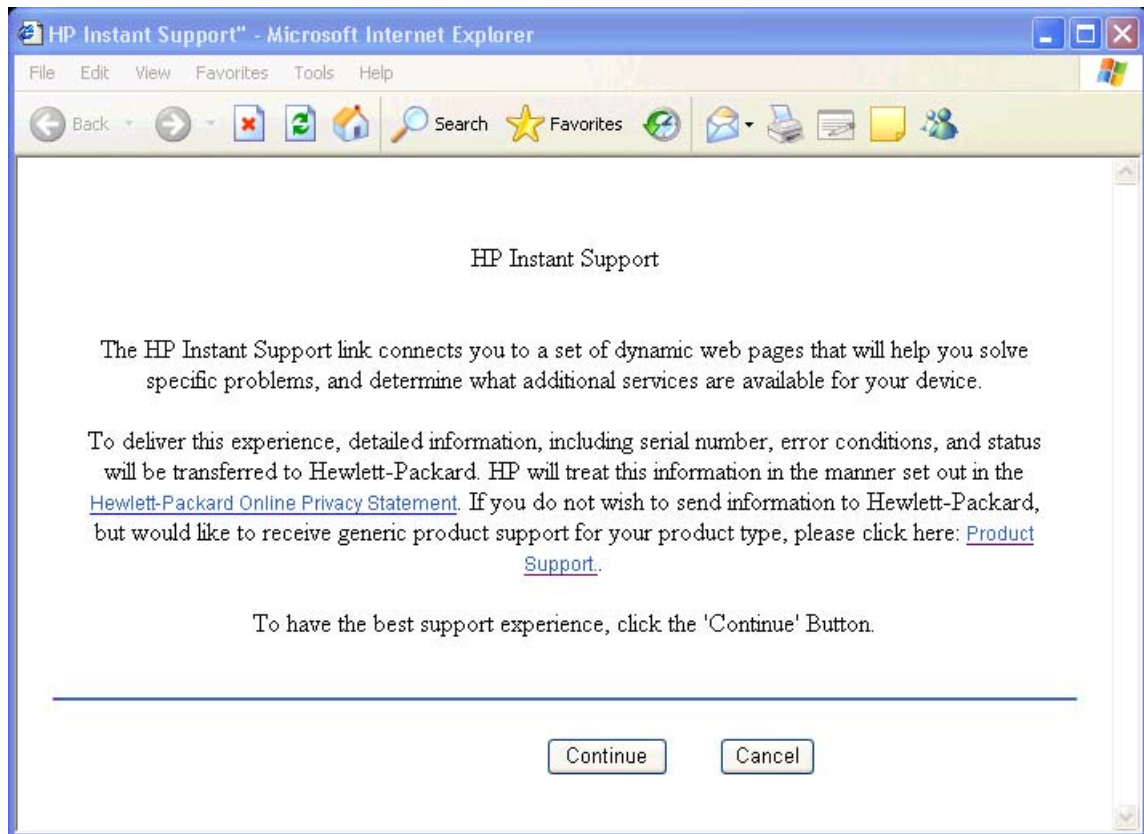 HP Instant Support" - Microsoft Internet Explorer
File Edit View Favorites Tools Help
Back Search Favorites
HP Instant Support
The HP Instant Support link connects you to a set of dynamic web pages that will help you solve
specific problems, and determine what additional services are available for your device.
To deliver this experience, detailed information, including serial number, error conditions, and status
will be transferred to Hewlett-Packard. HP will treat this information in the manner set out in the
Hewlett-Packard Online Privacy Statement. If you do not wish to send information to Hewlett-Packard,
but would like to receive generic product support for your product type, please click here: Product
Support..
To have the best support experience, click the 'Continue' Button.
Continue Cancel